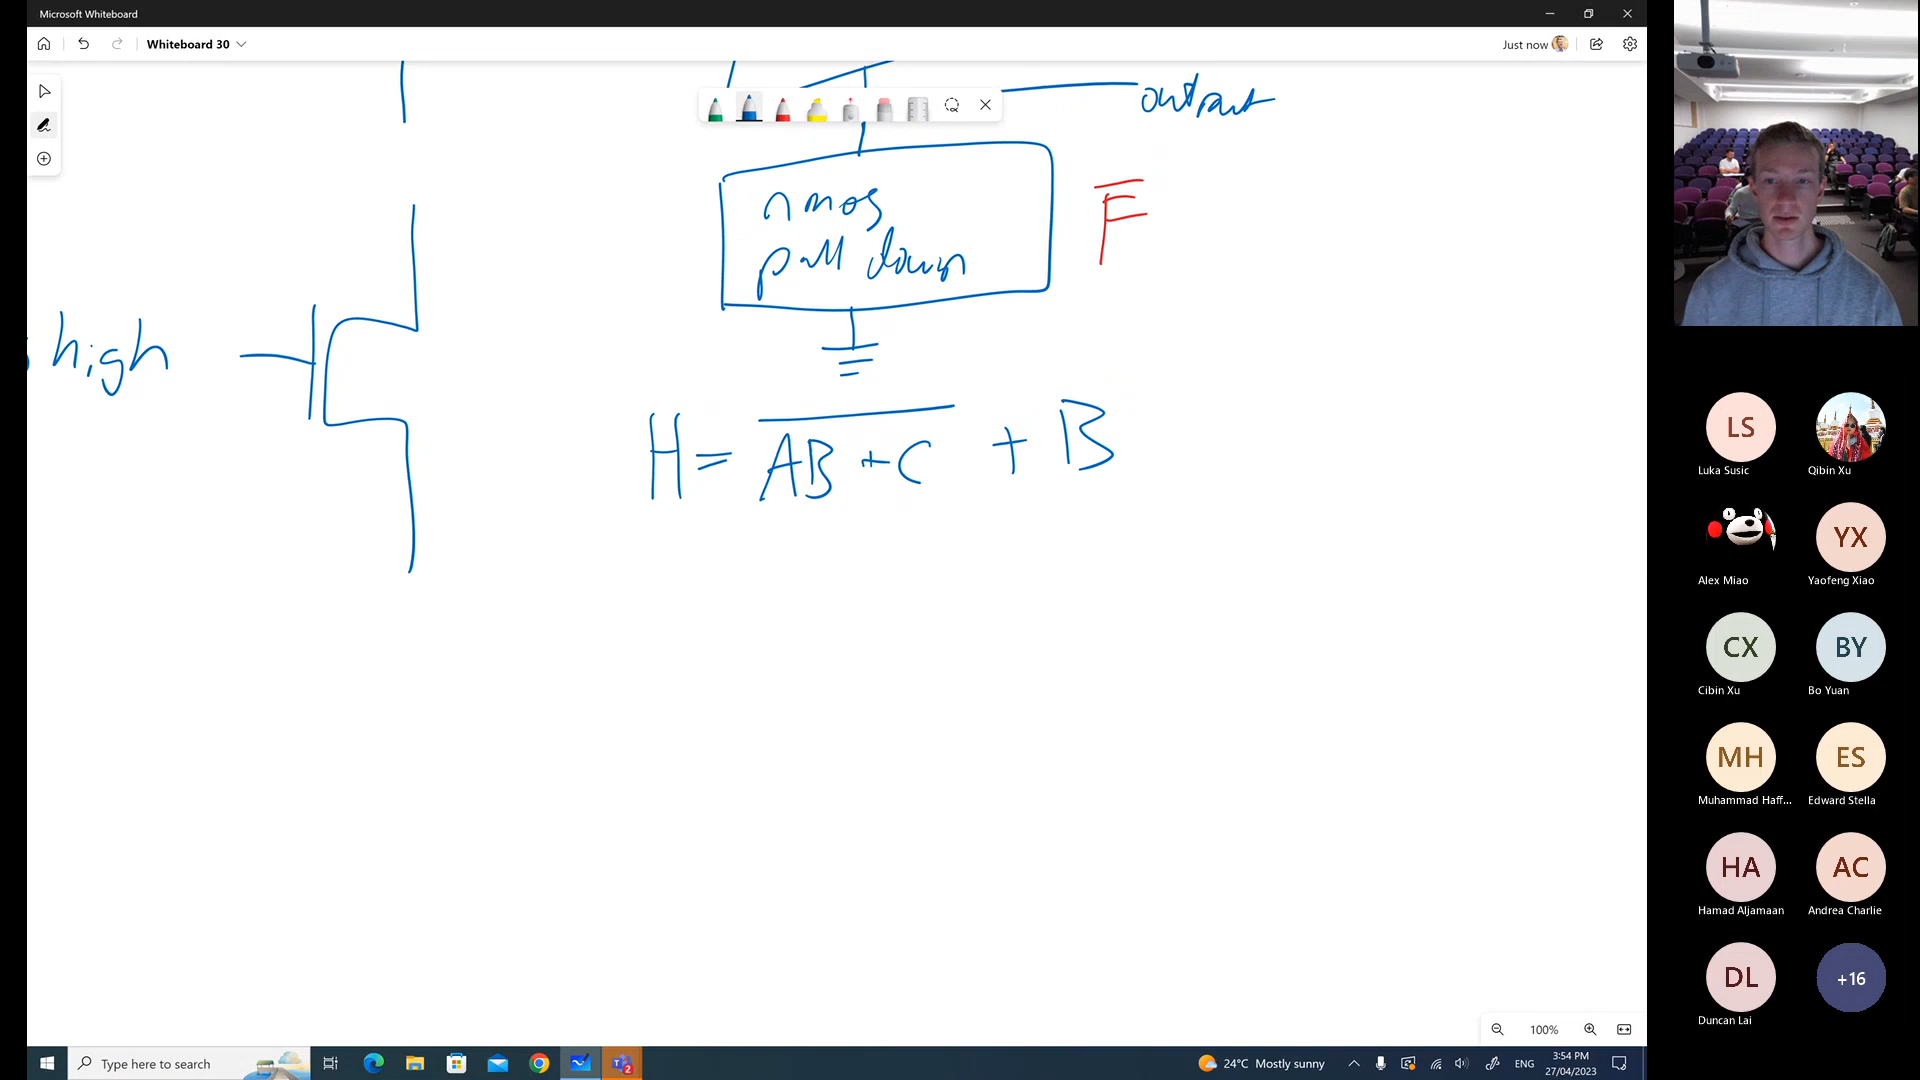 Microsoft Whiteboard
Whiteboard 30
Just now
output
nmos
pull down
F̅
high
H = \overline{AB + C} + B
LS
Luka Susic
Qibin Xu
Alex Miao
YX
Yaofeng Xiao
CX
Cibin Xu
BY
Bo Yuan
MH
Muhammad Haff...
ES
Edward Stella
HA
Hamad Aljamaan
AC
Andrea Charlie
DL
Duncan Lai
+16
100%
Type here to search
2
24°C Mostly sunny
ENG
3:54 PM
27/04/2023